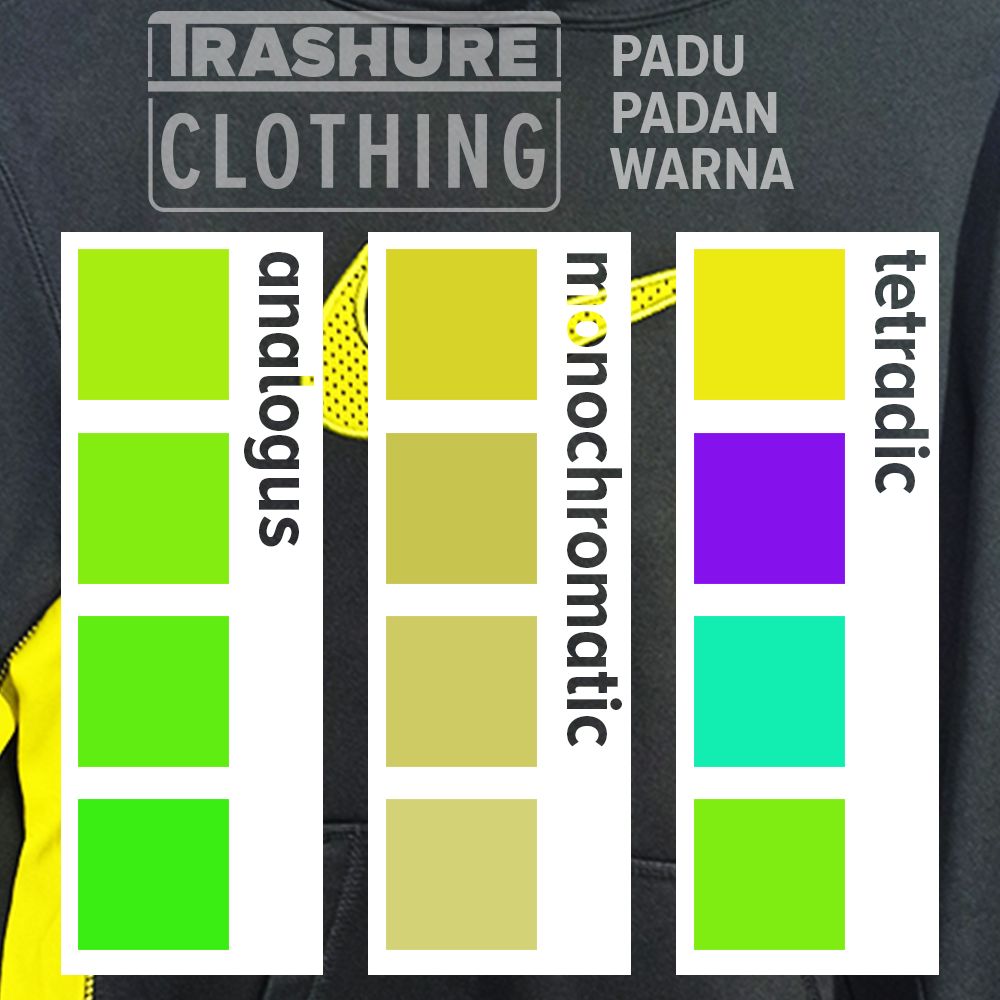 TRASHURE
CLOTHING
PADU
PADAN
WARNA
analogus
monochromatic
tetradic